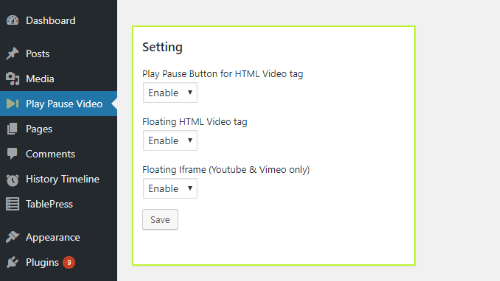 Dashboard
Posts
Media
Play Pause Video
Pages
Comments
History Timeline
TablePress
Appearance
Plugins 9
Setting
Play Pause Button for HTML Video tag
Enable
Floating HTML Video tag
Enable
Floating Iframe (Youtube & Vimeo only)
Enable
Save